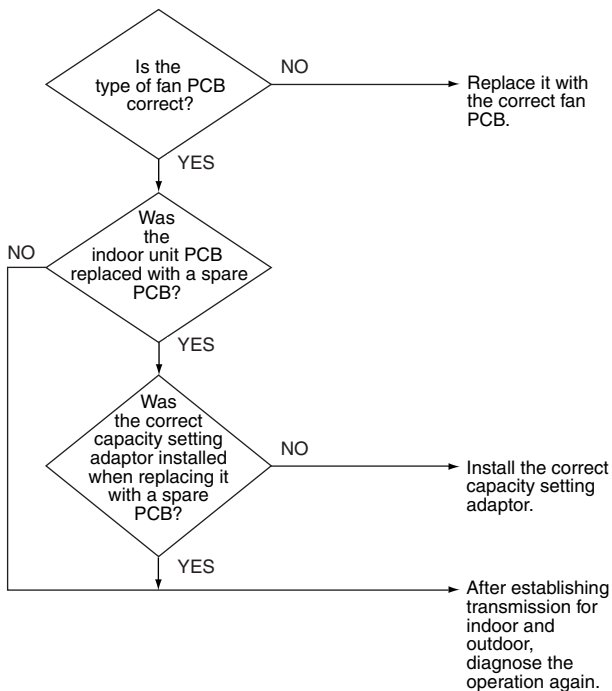 Is the
type of fan PCB
correct?
NO
Replace it with
the correct fan
PCB.
YES
Was
the
indoor unit PCB
replaced with a spare
PCB?
NO
YES
Was
the correct
capacity setting
adaptor installed
when replacing it
with a spare
PCB?
NO
Install the correct
capacity setting
adaptor.
YES
After establishing
transmission for
indoor and
outdoor,
diagnose the
operation again.